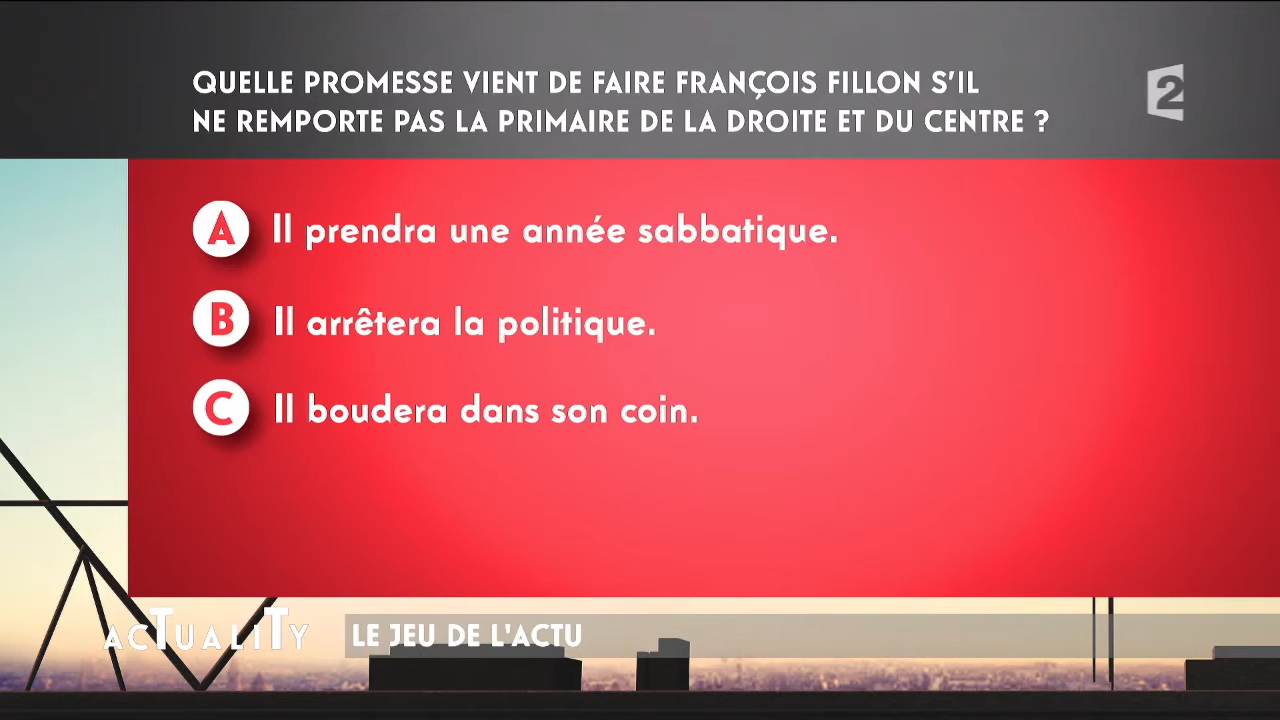 QUELLE PROMESSE VIENT DE FAIRE FRANÇOIS FILLON S'IL
NE REMPORTE PAS LA PRIMAIRE DE LA DROITE ET DU CENTRE ?
2
A Il prendra une année sabbatique.
B Il arrêtera la politique.
C Il boudera dans son coin.
ACTUALITY
LE JEU DE L'ACTU